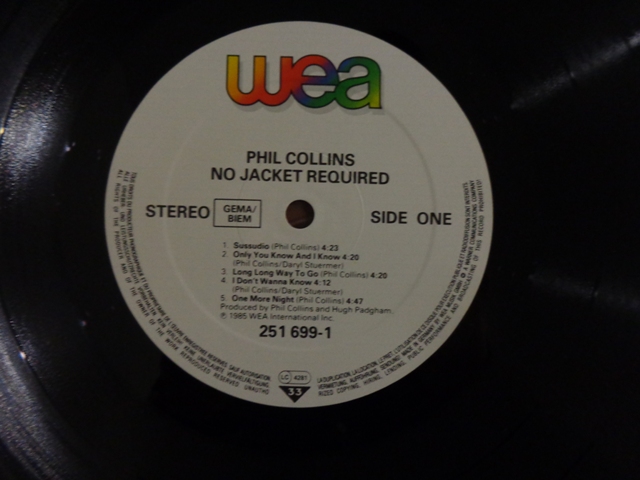 wea
PHIL COLLINS
NO JACKET REQUIRED
STEREO GEMA/ BIEM SIDE ONE
1. Sussudio (Phil Collins) 4:23
2. Only You Know And I Know 4:20
(Phil Collins/Daryl Stuermer)
3. Long Long Way To Go (Phil Collins) 4:20
4. I Don't Wanna Know 4:12
(Phil Collins/Daryl Stuermer)
5. One More Night (Phil Collins) 4:47
Produced by Phil Collins and Hugh Padgham.
℗ 1985 WEA International Inc.
251 699-1
LC 4281
33